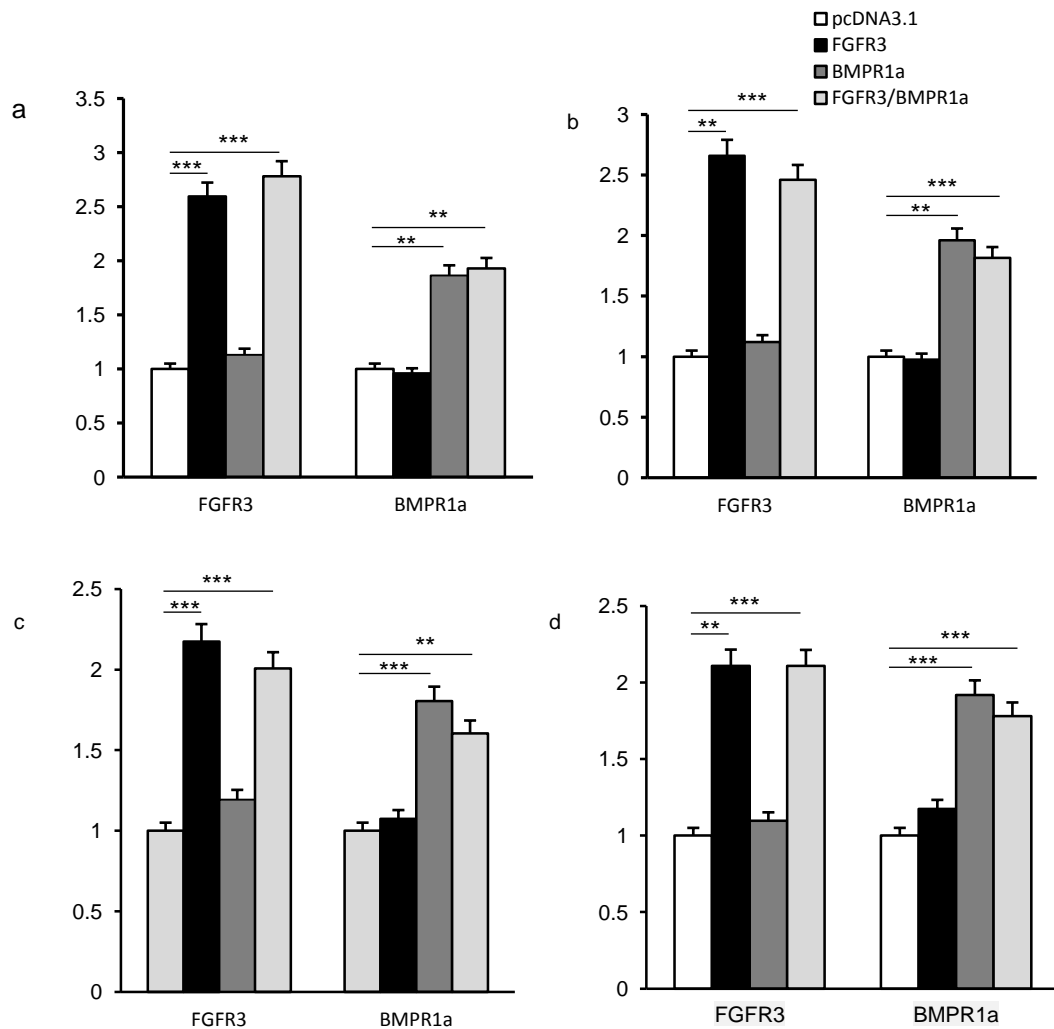 pcDNA3.1
FGFR3
BMPR1a
FGFR3/BMPR1a
a
3.5
3
2.5
2
1.5
1
0.5
0
***
***
**
**
FGFR3
BMPR1a
b
3
2.5
2
1.5
1
0.5
0
***
**
***
**
FGFR3
BMPR1a
c
2.5
2
1.5
1
0.5
0
***
***
**
***
FGFR3
BMPR1a
d
2.5
2
1.5
1
0.5
0
***
**
***
***
FGFR3
BMPR1a